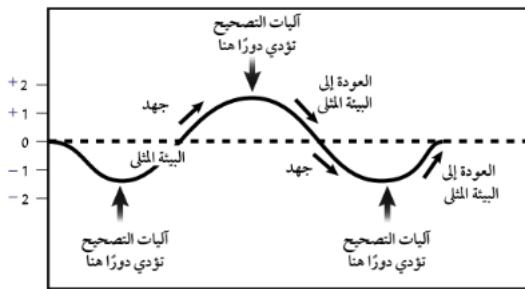 آليات التصحيح
تؤدي دورًا هنا
العودة إلى
البيئة المثلى
جهد
+2
+1
0
-1
-2
البيئة المثلى
جهد
العودة إلى
البيئة المثلى
آليات التصحيح
تؤدي دورًا هنا
آليات التصحيح
تؤدي دورًا هنا